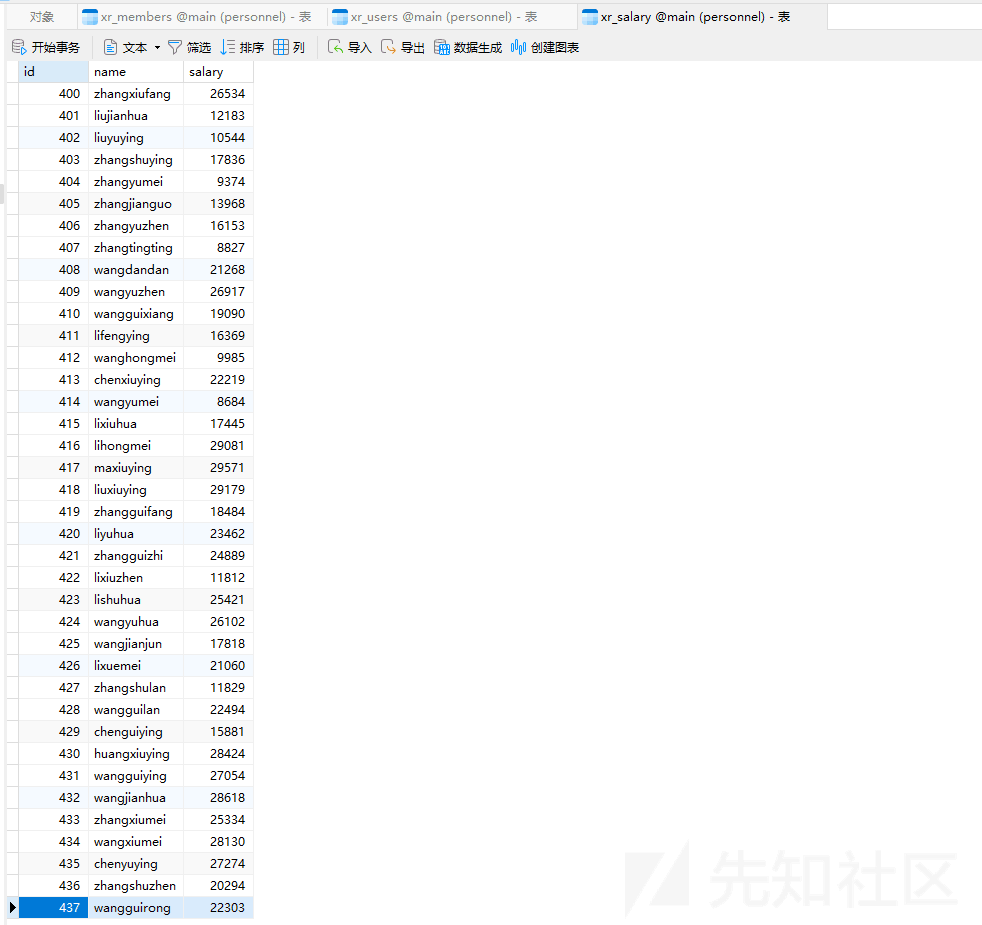 对象 xr_members @main (personnel) - 表 xr_users @main (personnel) - 表 xr_salary @main (personnel) - 表
开始事务 文本 筛选 排序 列 导入 导出 数据生成 创建图表
id name salary
400 zhangxiufang 26534
401 liujianhua 12183
402 liuyuying 10544
403 zhangshuying 17836
404 zhangyumei 9374
405 zhangjianguo 13968
406 zhangyuzhen 16153
407 zhangtingting 8827
408 wangdandan 21268
409 wangyuzhen 26917
410 wangguixiang 19090
411 lifengying 16369
412 wanghongmei 9985
413 chenxiuying 22219
414 wangyumei 8684
415 lixiuhua 17445
416 lihongmei 29081
417 maxiuying 29571
418 liuxiuying 29179
419 zhangguifang 18484
420 liyuhua 23462
421 zhangguizhi 24889
422 lixiuzhen 11812
423 lishuhua 25421
424 wangyuhua 26102
425 wangjianjun 17818
426 lixuemei 21060
427 zhangshulan 11829
428 wangguilan 22494
429 chenguiying 15881
430 huangxiuying 28424
431 wangguiying 27054
432 wangjianhua 28618
433 zhangxiumei 25334
434 wangxiumei 28130
435 chenyuying 27274
436 zhangshuzhen 20294
437 wangguirong 22303
先知社区